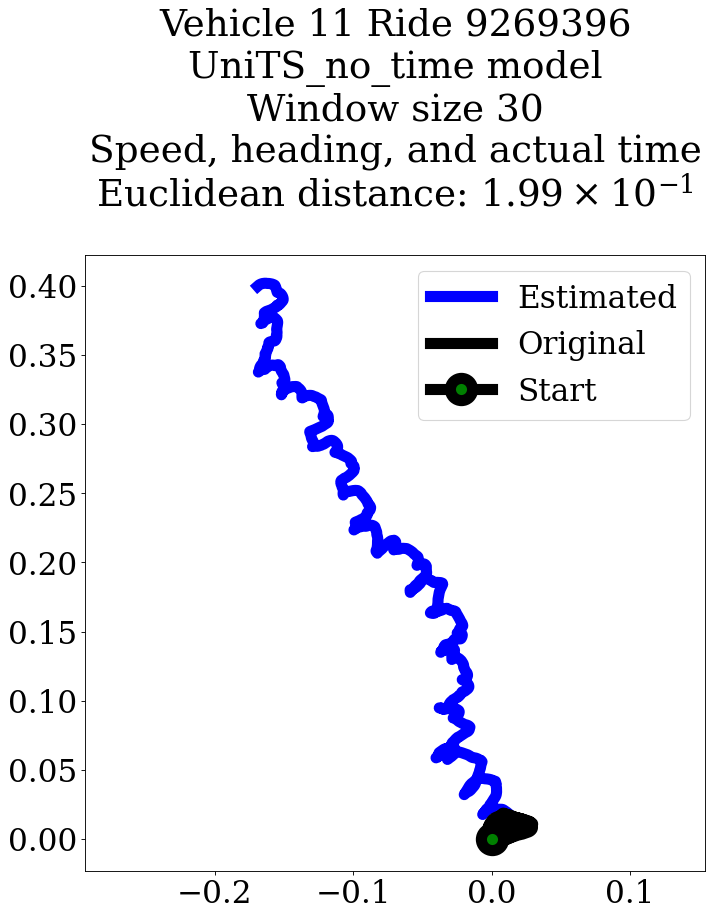 Vehicle 11 Ride 9269396
UniTS_no_time model
Window size 30
Speed, heading, and actual time
Euclidean distance: 1.99 × 10⁻¹
Estimated
Original
Start
0.40
0.35
0.30
0.25
0.20
0.15
0.10
0.05
0.00
−0.2
−0.1
0.0
0.1